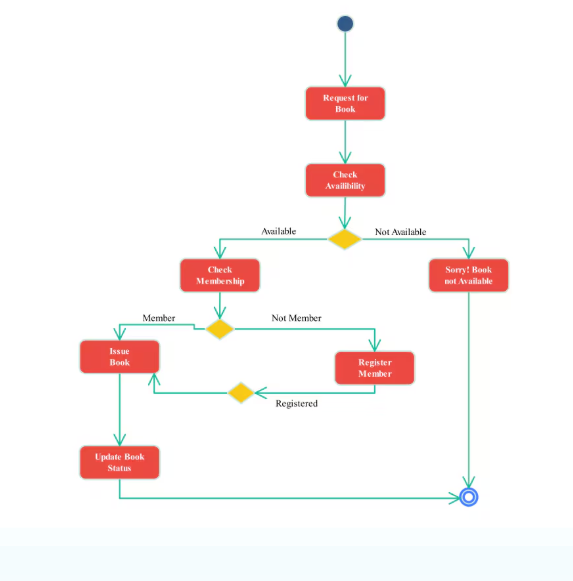 Request for
Book
Check
Availibility
Available
Not Available
Check
Membership
Sorry! Book
not Available
Member
Not Member
Issue
Book
Register
Member
Registered
Update Book
Status